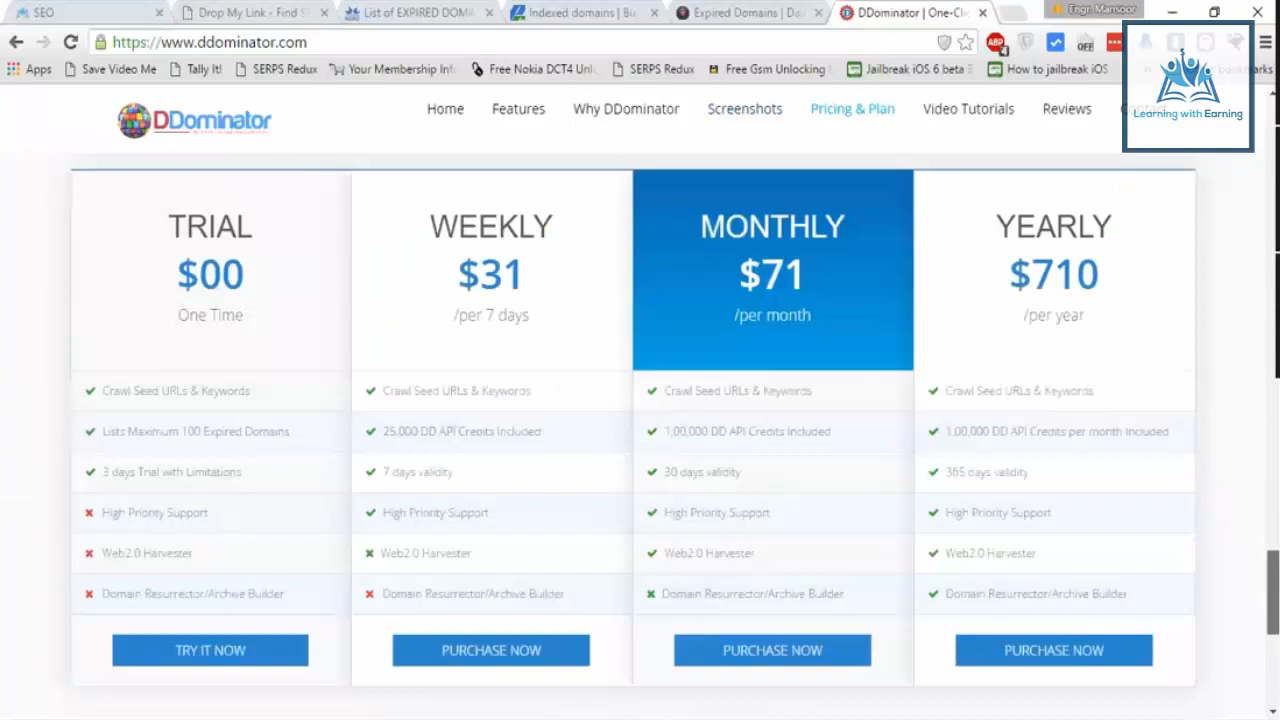 SEO
Drop My Link - Find S
List of EXPIRED DOMA
Indexed domains | Bu
Expired Domains | Da
DDominator | One-Cli
Engr Mansoor
https://www.ddominator.com
ABP
4
OFF
Apps
Save Video Me
Tally It!
SERPS Redux
Your Membership Int
Free Nokia DCT4 Unl
SERPS Redux
Free Gsm Unlocking
Jailbreak iOS 6 beta
How to jailbreak iOS
bookmarks
Learning with Earning
DDominator
Home
Features
Why DDominator
Screenshots
Pricing & Plan
Video Tutorials
Reviews
TRIAL
$00
One Time
Crawl Seed URLs & Keywords
Lists Maximum 100 Expired Domains
3 days Trial with Limitations
High Priority Support
Web2.0 Harvester
Domain Resurrector/Archive Builder
TRY IT NOW
WEEKLY
$31
/per 7 days
Crawl Seed URLs & Keywords
25,000 DD API Credits Included
7 days validity
High Priority Support
Web2.0 Harvester
Domain Resurrector/Archive Builder
PURCHASE NOW
MONTHLY
$71
/per month
Crawl Seed URLs & Keywords
1,00,000 DD API Credits Included
30 days validity
High Priority Support
Web2.0 Harvester
Domain Resurrector/Archive Builder
PURCHASE NOW
YEARLY
$710
/per year
Crawl Seed URLs & Keywords
1,00,000 DD API Credits per month Included
365 days validity
High Priority Support
Web2.0 Harvester
Domain Resurrector/Archive Builder
PURCHASE NOW